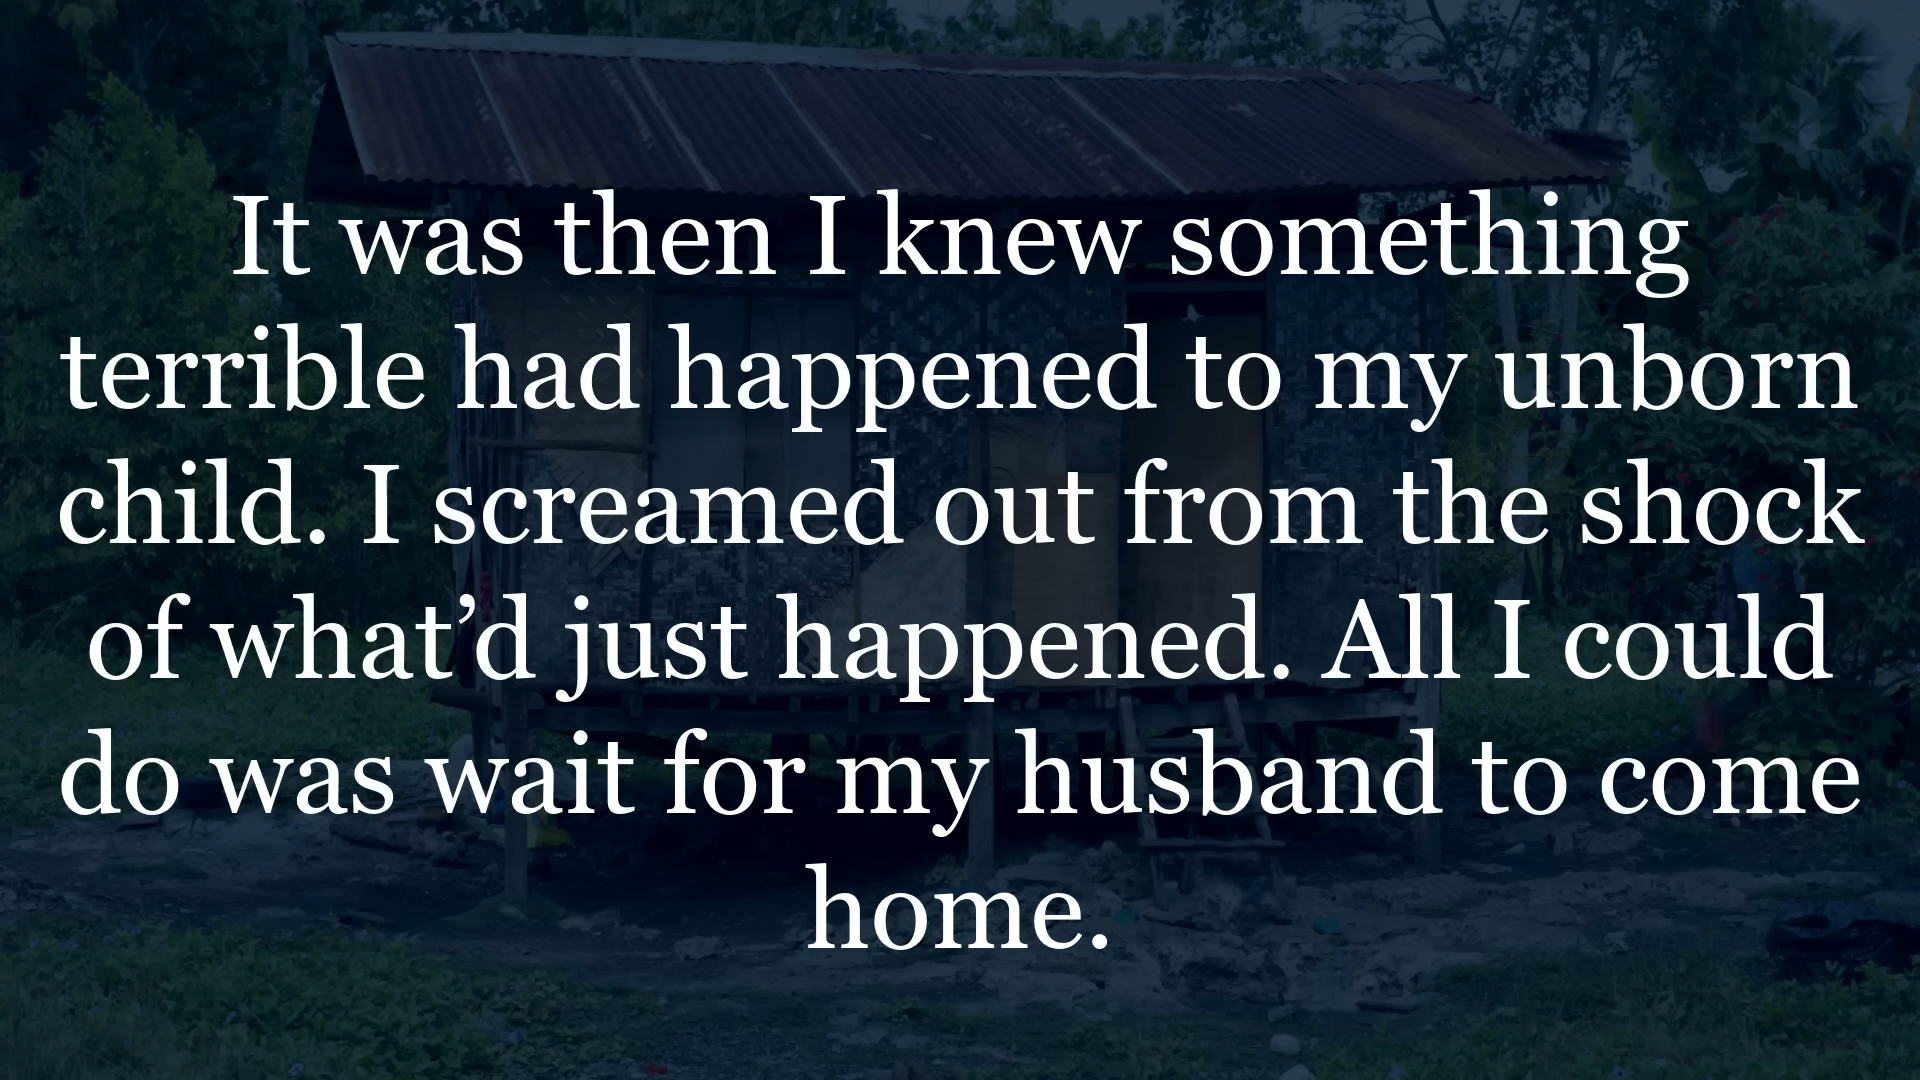 It was then I knew something
terrible had happened to my unborn
child. I screamed out from the shock
of what’d just happened. All I could
do was wait for my husband to come
home.